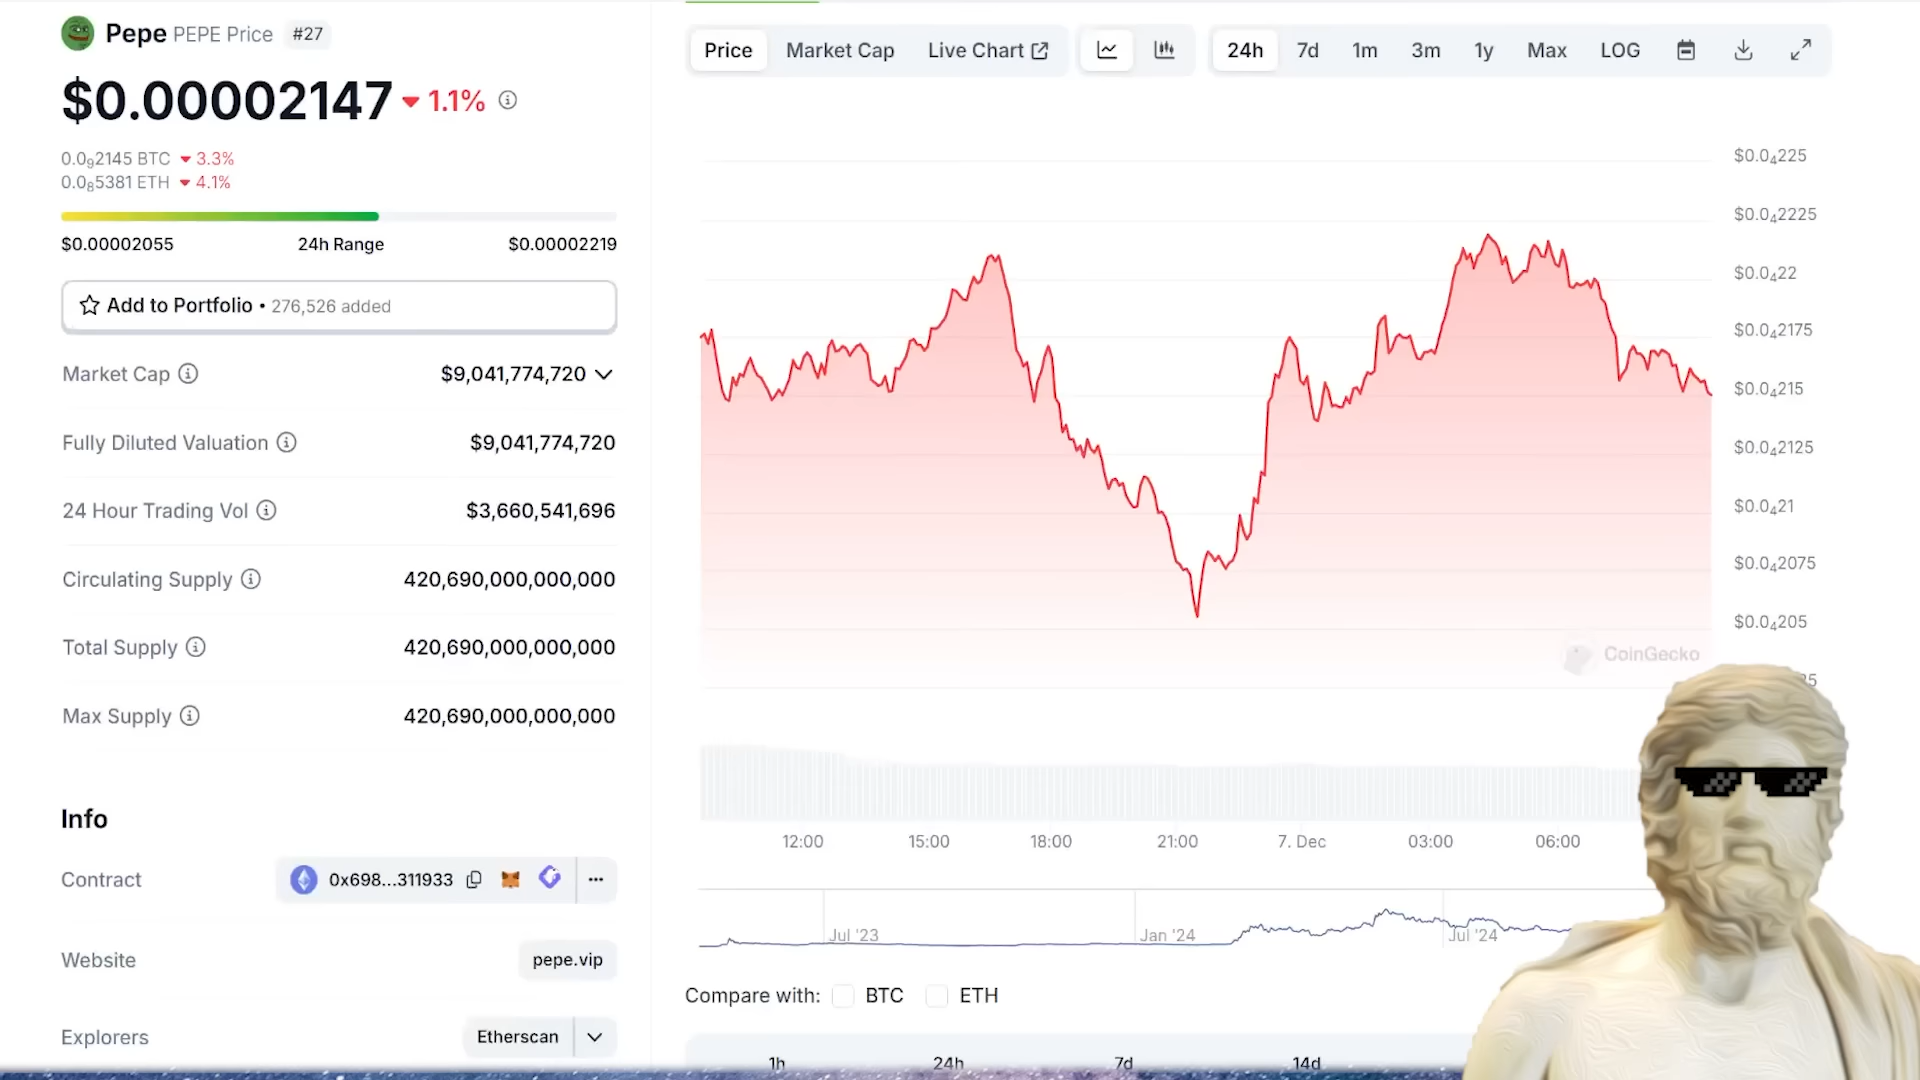 Pepe PEPE Price #27
$0.00002147 1.1%
0.0₉2145 BTC 3.3%
0.0₈5381 ETH 4.1%
$0.00002055 24h Range $0.00002219
Add to Portfolio • 276,526 added
Market Cap $9,041,774,720
Fully Diluted Valuation $9,041,774,720
24 Hour Trading Vol $3,660,541,696
Circulating Supply 420,690,000,000,000
Total Supply 420,690,000,000,000
Max Supply 420,690,000,000,000
Info
Contract 0x698...311933
Website pepe.vip
Explorers Etherscan
Price Market Cap Live Chart 24h 7d 1m 3m 1y Max LOG
$0.0₄225
$0.0₄2225
$0.0₄22
$0.0₄2175
$0.0₄215
$0.0₄2125
$0.0₄21
$0.0₄2075
$0.0₄205
CoinGecko
12:00 15:00 18:00 21:00 7. Dec 03:00 06:00
Jul '23 Jan '24 Jul '24
Compare with: BTC ETH
1h 24h 7d 14d